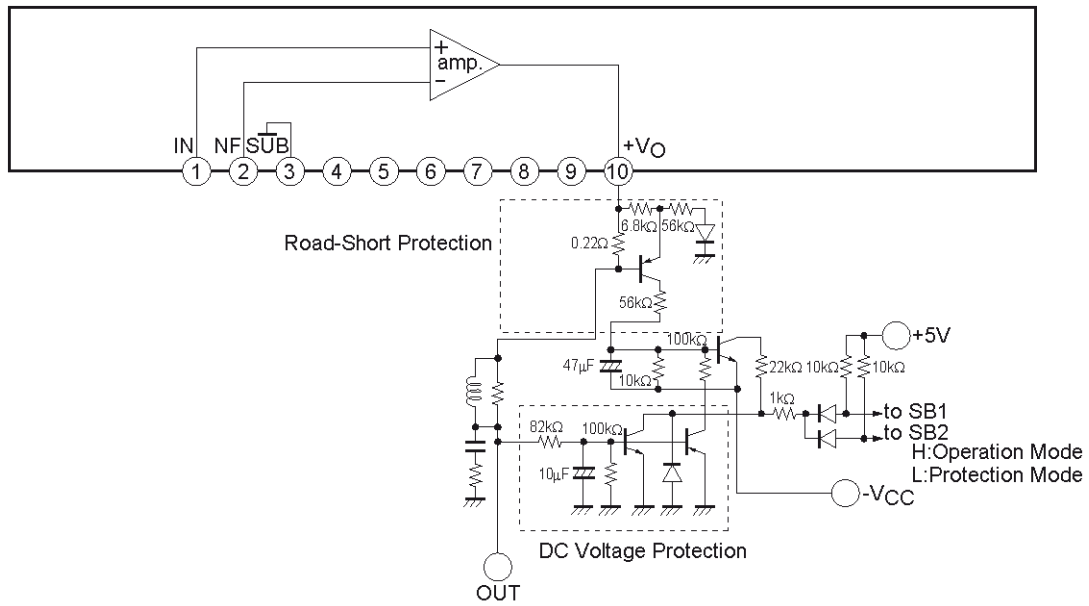 +
amp.
−
IN NF SUB +VO
1 2 3 4 5 6 7 8 9 10
6.8kΩ 56kΩ
Road-Short Protection
0.22Ω
56kΩ
100kΩ
+5V
47μF
10kΩ
22kΩ
10kΩ
10kΩ
1kΩ
to SB1
to SB2
H:Operation Mode
L:Protection Mode
82kΩ
100kΩ
10μF
-VCC
DC Voltage Protection
OUT